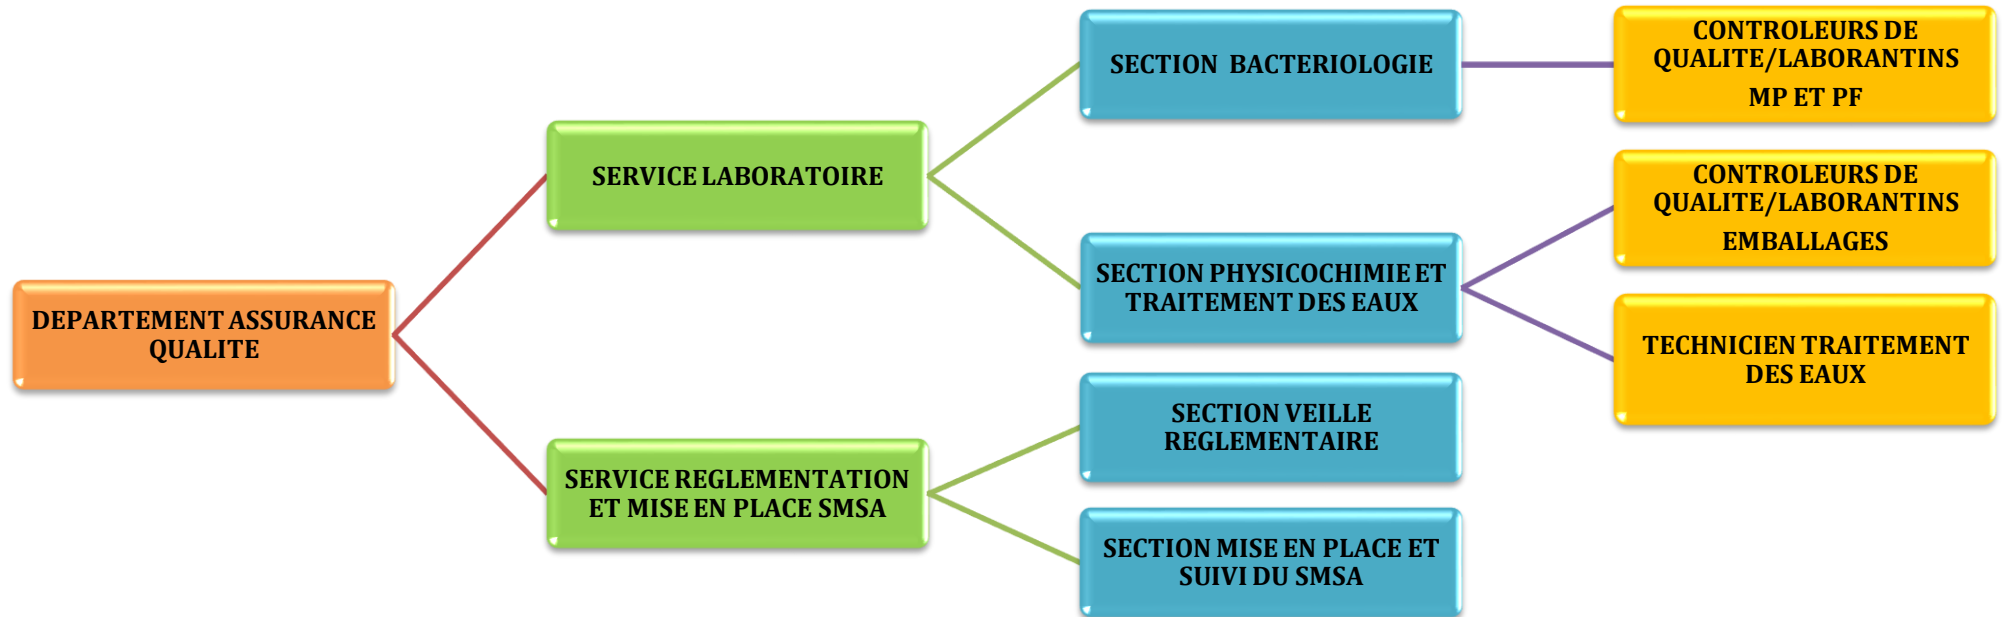 DEPARTEMENT ASSURANCE
QUALITE
SERVICE LABORATOIRE
SERVICE REGLEMENTATION
ET MISE EN PLACE SMSA
SECTION BACTERIOLOGIE
SECTION PHYSICOCHIMIE ET
TRAITEMENT DES EAUX
SECTION VEILLE
REGLEMENTAIRE
SECTION MISE EN PLACE ET
SUIVI DU SMSA
CONTROLEURS DE
QUALITE/LABORANTINS
MP ET PF
CONTROLEURS DE
QUALITE/LABORANTINS
EMBALLAGES
TECHNICIEN TRAITEMENT
DES EAUX